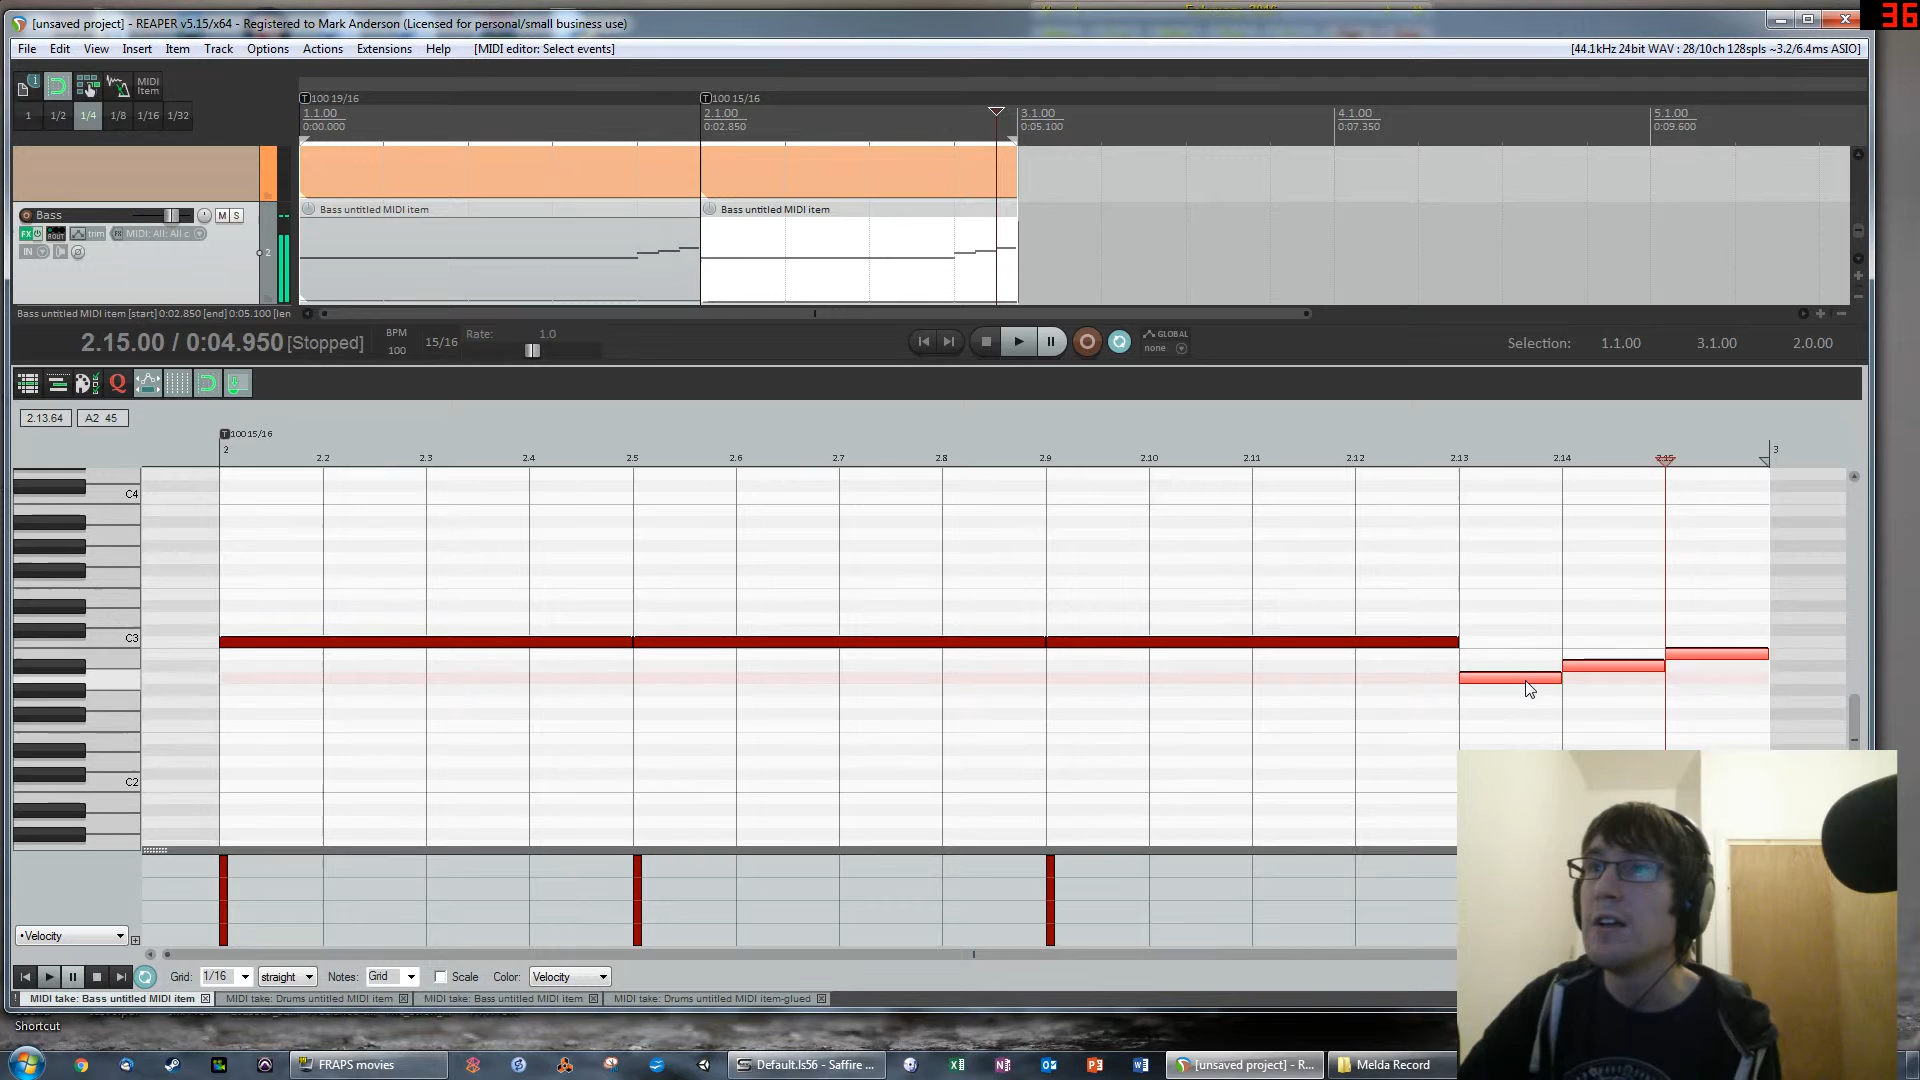 [unsaved project] - REAPER v5.15/x64 - Registered to Mark Anderson (Licensed for personal/small business use)
36
File Edit View Insert Item Track Options Actions Extensions Help [MIDI editor: Select events]
[44.1kHz 24bit WAV : 28/10ch 128spls ~3.2/6.4ms ASIO]
MIDI
Item
1 1/2 1/4 1/8 1/16 1/32
T 100 19/16 T 100 15/16
1.1.00 2.1.00 3.1.00 4.1.00 5.1.00
0:00.000 0:02.850 0:05.100 0:07.350 0:09.600
Bass M S
Bass untitled MIDI item Bass untitled MIDI item
FX ROUT trim FX MIDI: All: All c
IN 2
Bass untitled MIDI item [start] 0:02.850 [end] 0:05.100 [len
2.15.00 / 0:04.950 [Stopped]
BPM
100
15/16
Rate: 1.0
GLOBAL
none
Selection: 1.1.00 3.1.00 2.0.00
Q
2.13.64 A2 45
T 100 15/16
2 3
2.2 2.3 2.4 2.5 2.6 2.7 2.8 2.9 2.10 2.11 2.12 2.13 2.14 2.15
C4
C3
C2
•Velocity
Grid: 1/16 straight Notes: Grid Scale Color: Velocity
MIDI take: Bass untitled MIDI item MIDI take: Drums untitled MIDI item MIDI take: Bass untitled MIDI item MIDI take: Drums untitled MIDI item-glued
Shortcut
FRAPS movies Default.ls56 - Saffire ... [unsaved project] - R... Melda Record